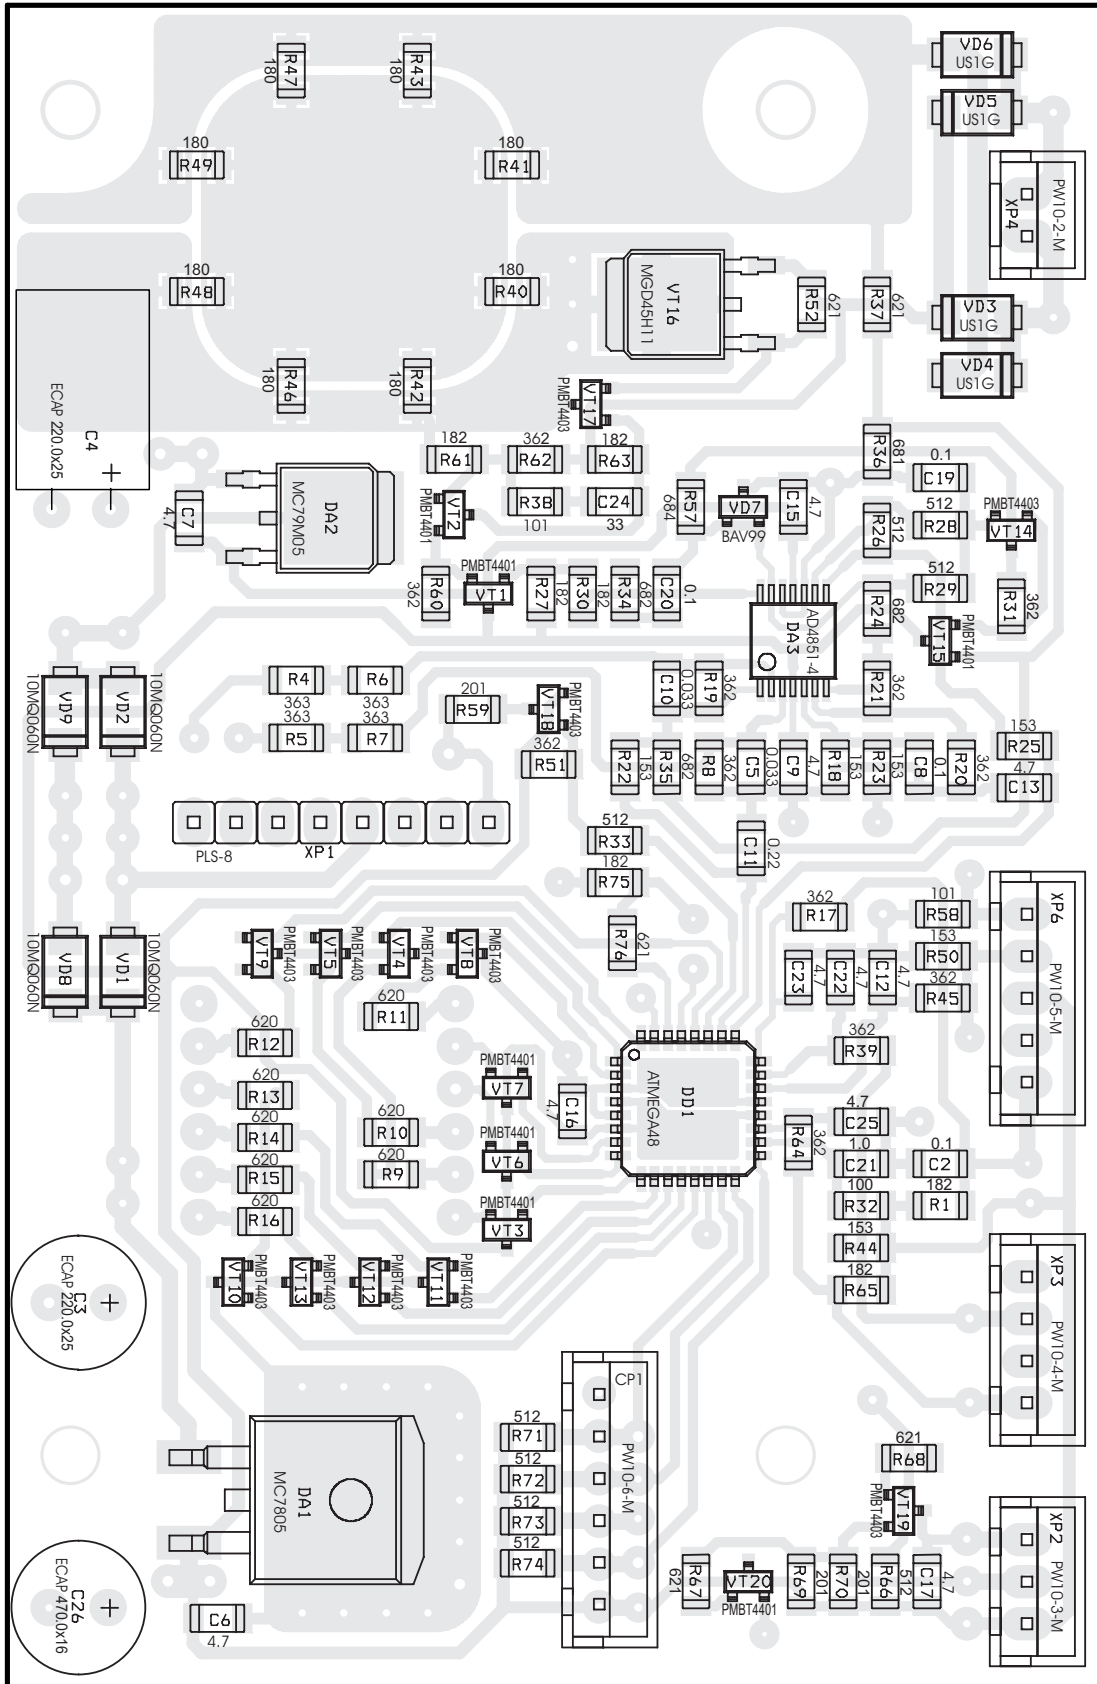 R47
180
R43
180
VD6
US1G
VD5
US1G
180
R49
180
R41
PW10-2-M
XP4
180
R48
180
R40
VT16
MGD45H11
R52
621
R37
621
VD3
US1G
VD4
US1G
R46
180
R42
180
PMBT4403
VT17
C4
ECAP 220.0x25
+
182
R61
362
R62
182
R63
R36
681
0.1
C19
C7
4.7
DA2
MC79M05
PMBT4401
VT2
R38
101
C24
33
R57
684
VD7
BAV99
C15
4.7
R26
512
512
R28
PMBT4403
VT14
R60
362
PMBT4401
VT1
R27
182
R30
182
R34
682
C20
0.1
AD4851-4
DA3
R24
682
512
R29
R31
362
VT15
PMBT4401
10MQ060N
VD9
VD2
10MQ060N
R4
363
R6
363
363
R5
363
R7
201
R59
VT18
PMBT4403
362
R51
C10
0.033
R19
362
R21
362
R22
153
R35
682
R8
362
C5
0.033
C9
4.7
R18
153
R23
153
C8
0.1
R20
362
153
R25
4.7
C13
PLS-8
XP1
512
R33
182
R75
C11
0.22
R76
621
362
R17
101
R58
153
R50
362
R45
XP6
PW10-5-M
10MQ060N
VD8
VD1
10MQ060N
VT9
PMBT4403
VT5
PMBT4403
VT4
PMBT4403
VT8
PMBT4403
C23
4.7
C22
4.7
C12
4.7
620
R11
620
R12
362
R39
PMBT4401
VT7
620
R13
4.7
C16
DD1
ATMEGA48
4.7
C25
620
R14
620
R10
R64
362
PMBT4401
VT6
1.0
C21
0.1
C2
620
R15
620
R9
100
R32
182
R1
620
R16
PMBT4401
VT3
153
R44
182
R65
VT10
PMBT4403
VT13
PMBT4403
VT12
PMBT4403
VT11
PMBT4403
XP3
PW10-4-M
C3
ECAP 220.0x25
+
CP1
PW10-6-M
512
R71
512
R72
512
R73
512
R74
DA1
MC7805
621
R68
PMBT4403
VT19
XP2
PW10-3-M
C26
ECAP 470.0x16
+
C6
4.7
621
R67
VT20
PMBT4401
R69
201
R70
201
R66
512
C17
4.7